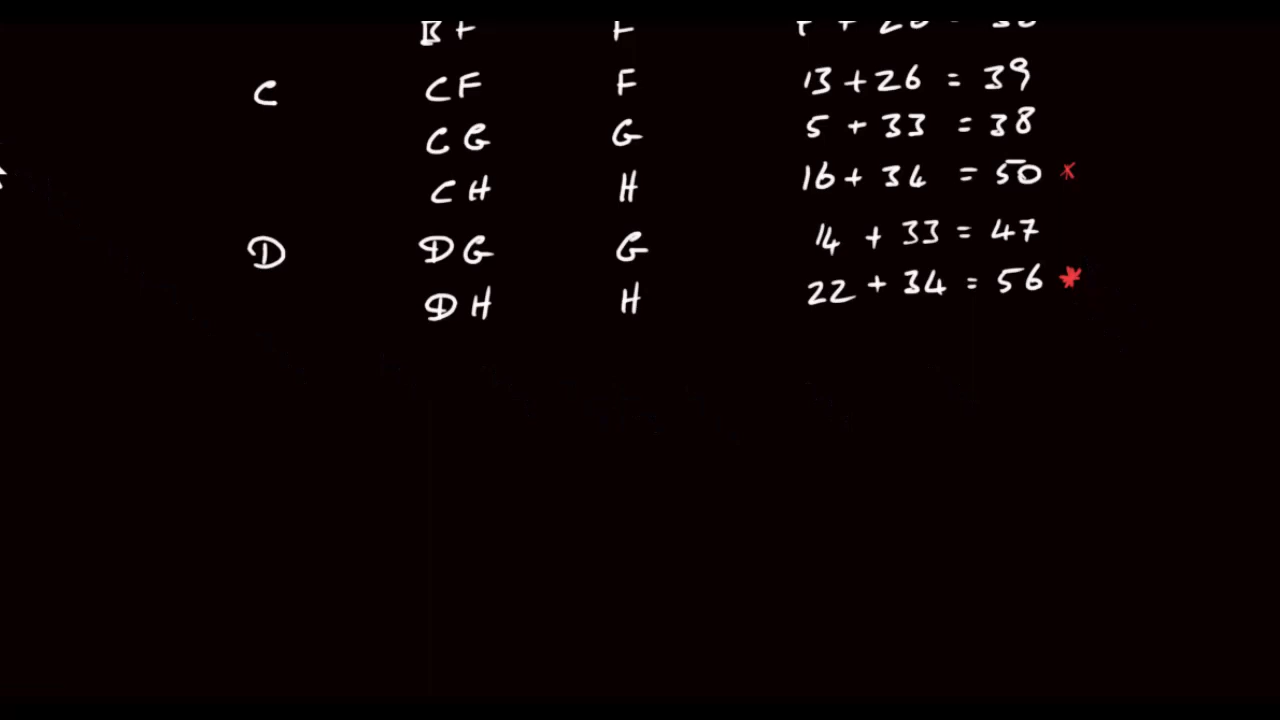 C CF F 13 + 26 = 39
CG G 5 + 33 = 38
CH H 16 + 34 = 50 *
D DG G 14 + 33 = 47
DH H 22 + 34 = 56 *